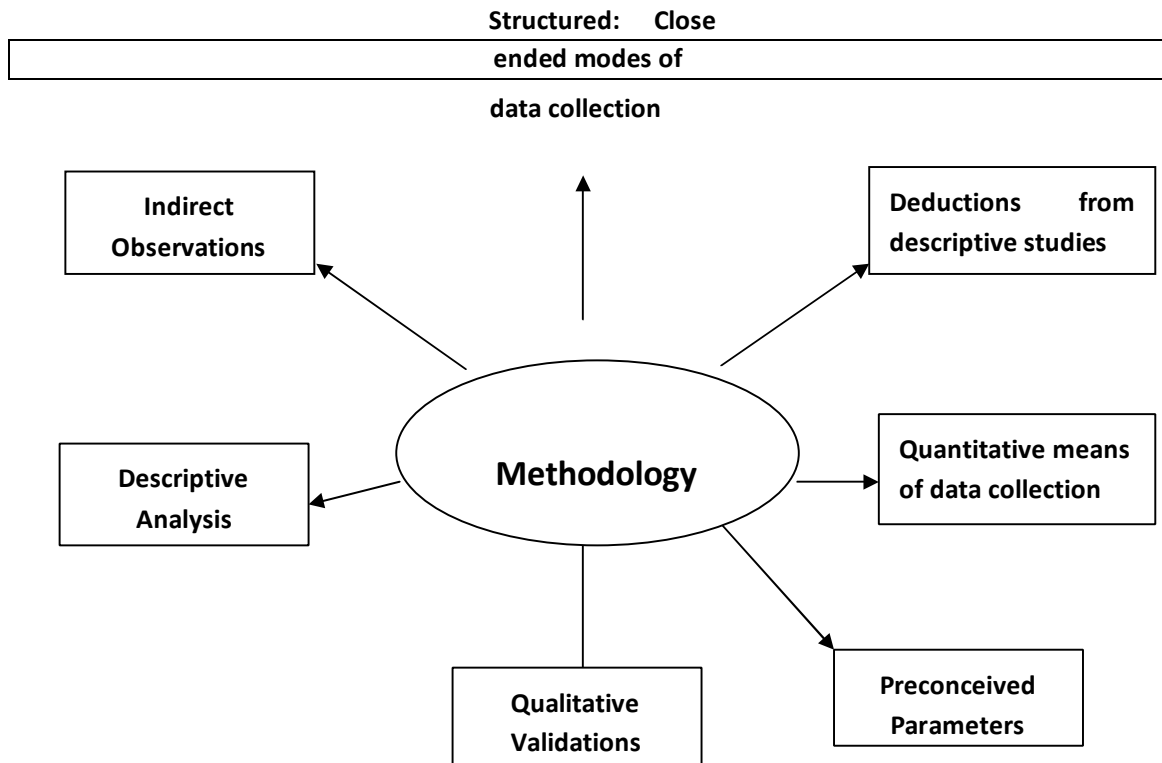 Structured: Close
ended modes of
data collection
Indirect
Observations
Deductions from
descriptive studies
Methodology
Quantitative means
of data collection
Descriptive
Analysis
Qualitative
Validations
Preconceived
Parameters